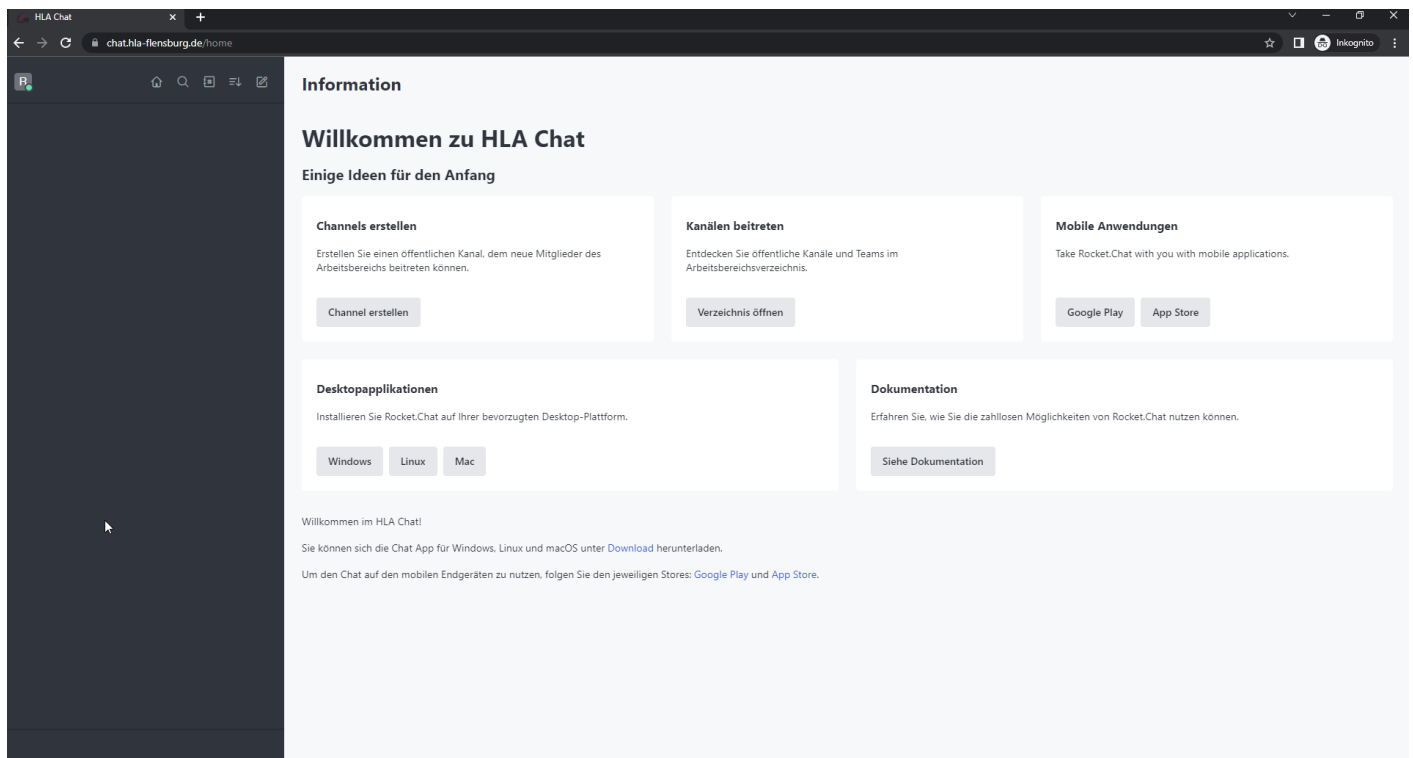 HLA Chat
chat.hla-flensburg.de/home
Inkognito
R
Information
Willkommen zu HLA Chat
Einige Ideen für den Anfang
Channels erstellen
Erstellen Sie einen öffentlichen Kanal, dem neue Mitglieder des
Arbeitsbereichs beitreten können.
Channel erstellen
Kanälen beitreten
Entdecken Sie öffentliche Kanäle und Teams im
Arbeitsbereichsverzeichnis.
Verzeichnis öffnen
Mobile Anwendungen
Take Rocket.Chat with you with mobile applications.
Google Play App Store
Desktopapplikationen
Installieren Sie Rocket.Chat auf Ihrer bevorzugten Desktop-Plattform.
Windows Linux Mac
Dokumentation
Erfahren Sie, wie Sie die zahllosen Möglichkeiten von Rocket.Chat nutzen können.
Siehe Dokumentation
Willkommen im HLA Chat!
Sie können sich die Chat App für Windows, Linux und macOS unter Download herunterladen.
Um den Chat auf den mobilen Endgeräten zu nutzen, folgen Sie den jeweiligen Stores: Google Play und App Store.